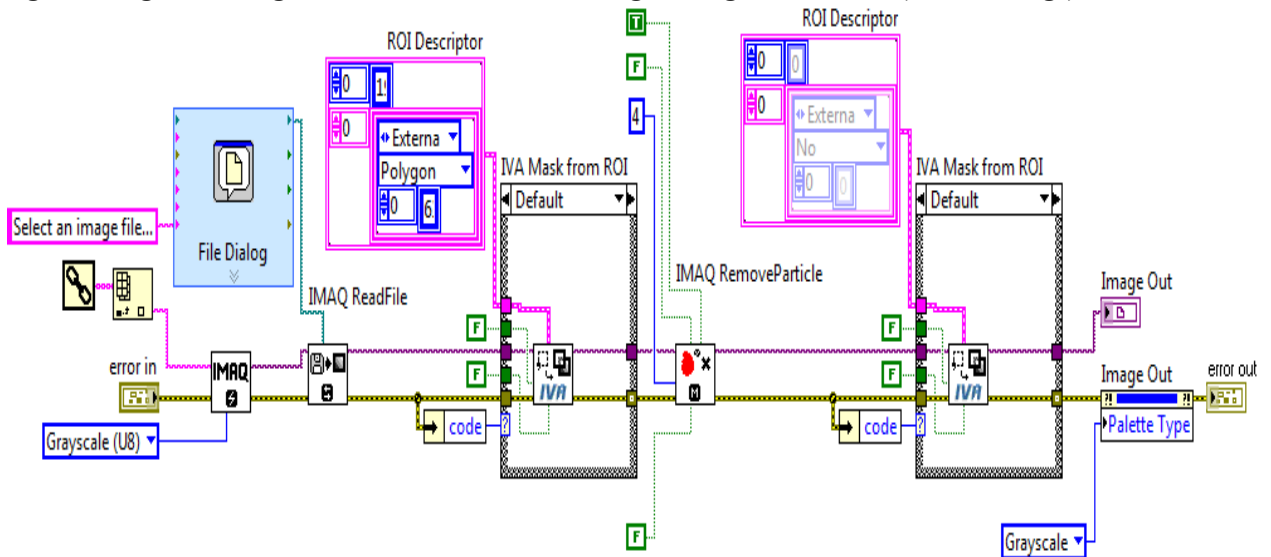 ROI Descriptor
0
0
Externa
Polygon
0
6
Select an image file...
File Dialog
IMAQ ReadFile
error in
IMAQ
Grayscale (U8)
IVA Mask from ROI
Default
F
F
IVA
code
?
T
F
4
IMAQ RemoveParticle
F
code
?
ROI Descriptor
0
0
0
Externa
No
0
0
IVA Mask from ROI
Default
F
F
IVA
Image Out
Image Out
Palette Type
error out
Grayscale